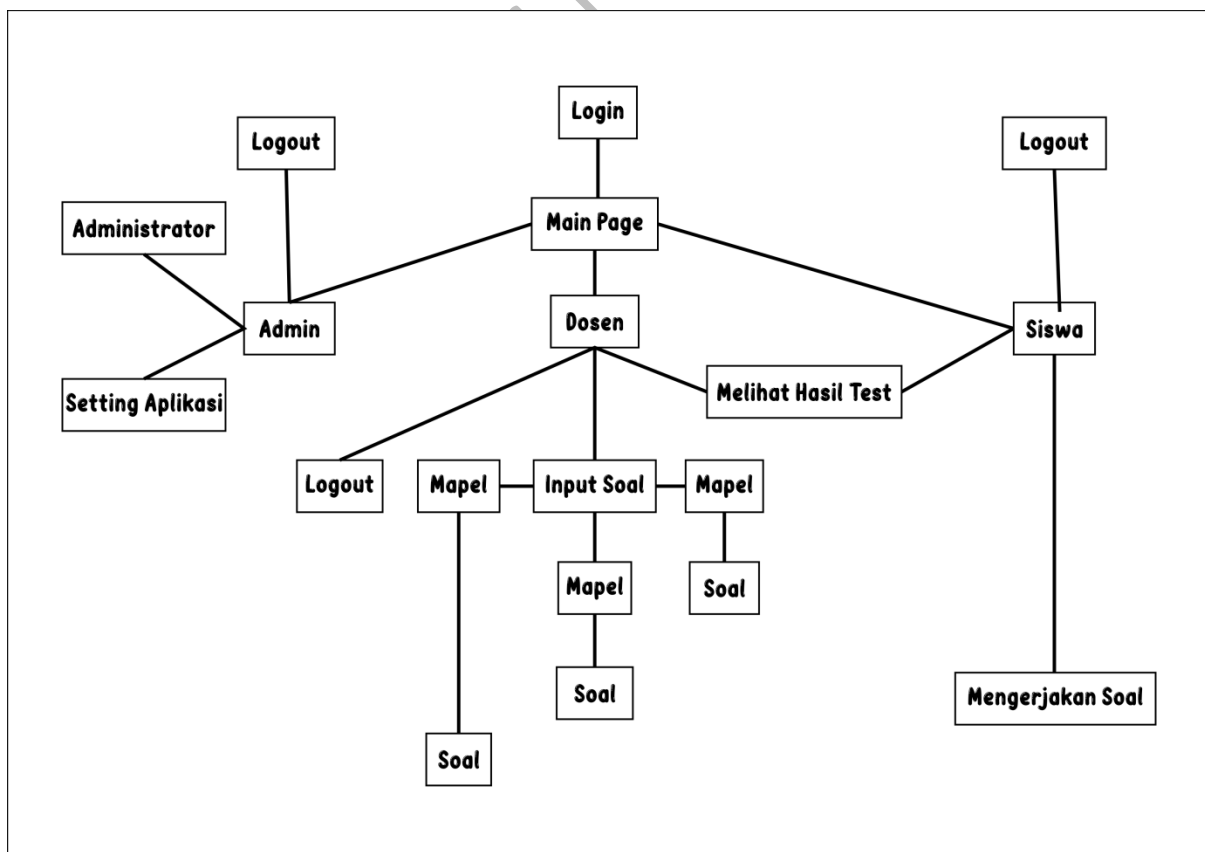 Login
Logout
Logout
Main Page
Administrator
Dosen
Admin
Siswa
Melihat Hasil Test
Setting Aplikasi
Logout
Mapel
Input Soal
Mapel
Mapel
Soal
Soal
Mengerjakan Soal
Soal